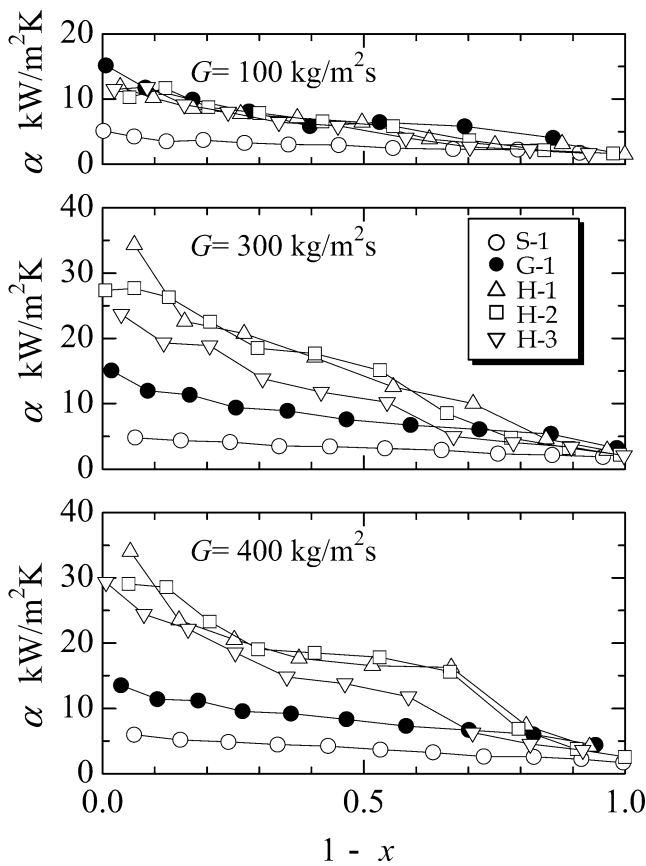 20
10
0
α kW/m²K
G= 100 kg/m²s
40
30
20
10
0
α kW/m²K
G= 300 kg/m²s
S-1
G-1
H-1
H-2
H-3
40
30
20
10
0
α kW/m²K
G= 400 kg/m²s
0.0 0.5 1.0
1 - x